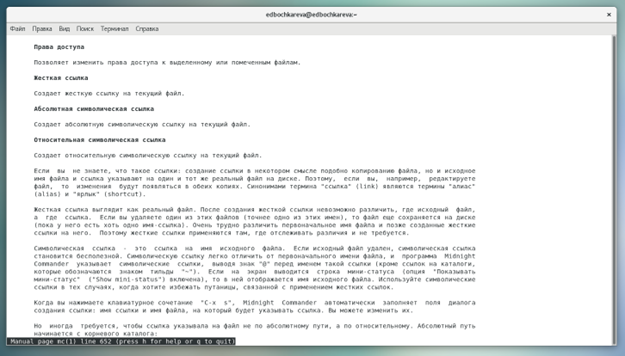 edbochkareva@edbochkareva:~
Файл Правка Вид Поиск Терминал Справка
Права доступа
Позволяет изменить права доступа к выделенному или помеченным файлам.
Жесткая ссылка
Создает жесткую ссылку на текущий файл.
Абсолютная символическая ссылка
Создает абсолютную символическую ссылку на текущий файл.
Относительная символическая ссылка
Создает относительную символическую ссылку на текущий файл.
Если вы не знаете, что такое ссылки: создание ссылки в некотором смысле подобно копированию файла, но и исходное
имя файла и ссылка указывают на один и тот же реальный файл на диске. Поэтому, если вы, например, редактируете
файл, то изменения будут появляться в обеих копиях. Синонимами термина "ссылка" (link) являются термины "алиас"
(alias) и "ярлык" (shortcut).
Жесткая ссылка выглядит как реальный файл. После создания жесткой ссылки невозможно различить, где исходный файл,
а где ссылка. Если вы удаляете один из этих файлов (точнее одно из этих имен), то файл еще сохраняется на диске
(пока у него есть хоть одно имя-ссылка). Очень трудно различить первоначальное имя файла и позже созданные жесткие
ссылки на него. Поэтому жесткие ссылки применяются там, где отслеживать различия и не требуется.
Символическая ссылка - это ссылка на имя исходного файла. Если исходный файл удален, символическая ссылка
становится бесполезной. Символическую ссылку легко отличить от первоначального имени файла, и программа Midnight
Commander указывает символические ссылки, выводя знак "@" перед именем такой ссылки (кроме ссылок на каталоги,
которые обозначаются знаком тильды "~"). Если на экран выводится строка мини-статуса (опция "Показывать
мини-статус" ("Show mini-status") включена), то в ней отображается имя исходного файла. Используйте символические
ссылки в тех случаях, когда хотите избежать путаницы, связанной с применением жестких ссылок.
Когда вы нажимаете клавиатурное сочетание "C-x s", Midnight Commander автоматически заполняет поля диалога
создания ссылки: имя ссылки и имя файла, на который будет указывать ссылка. Вы можете изменить их.
Но иногда требуется, чтобы ссылка указывала на файл не по абсолютному пути, а по относительному. Абсолютный путь
начинается с корневого каталога:
Manual page mc(1) line 652 (press h for help or q to quit)